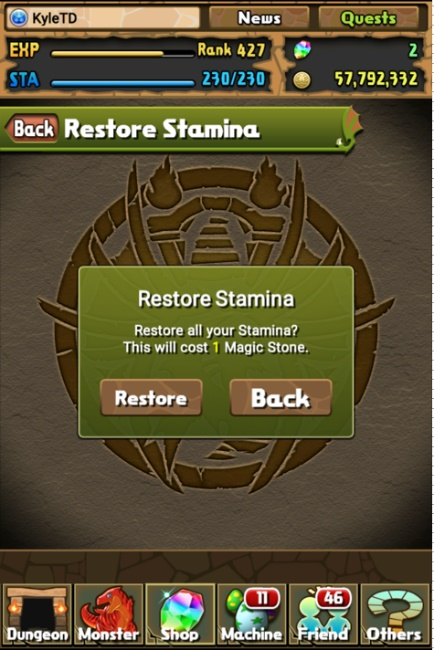 KyleTD
News
Quests
EXP
Rank 427
2
STA
230/230
57,792,332
Back
Restore Stamina
Restore Stamina
Restore all your Stamina?
This will cost 1 Magic Stone.
Restore
Back
11
46
Dungeon
Monster
Shop
Machine
Friend
Others